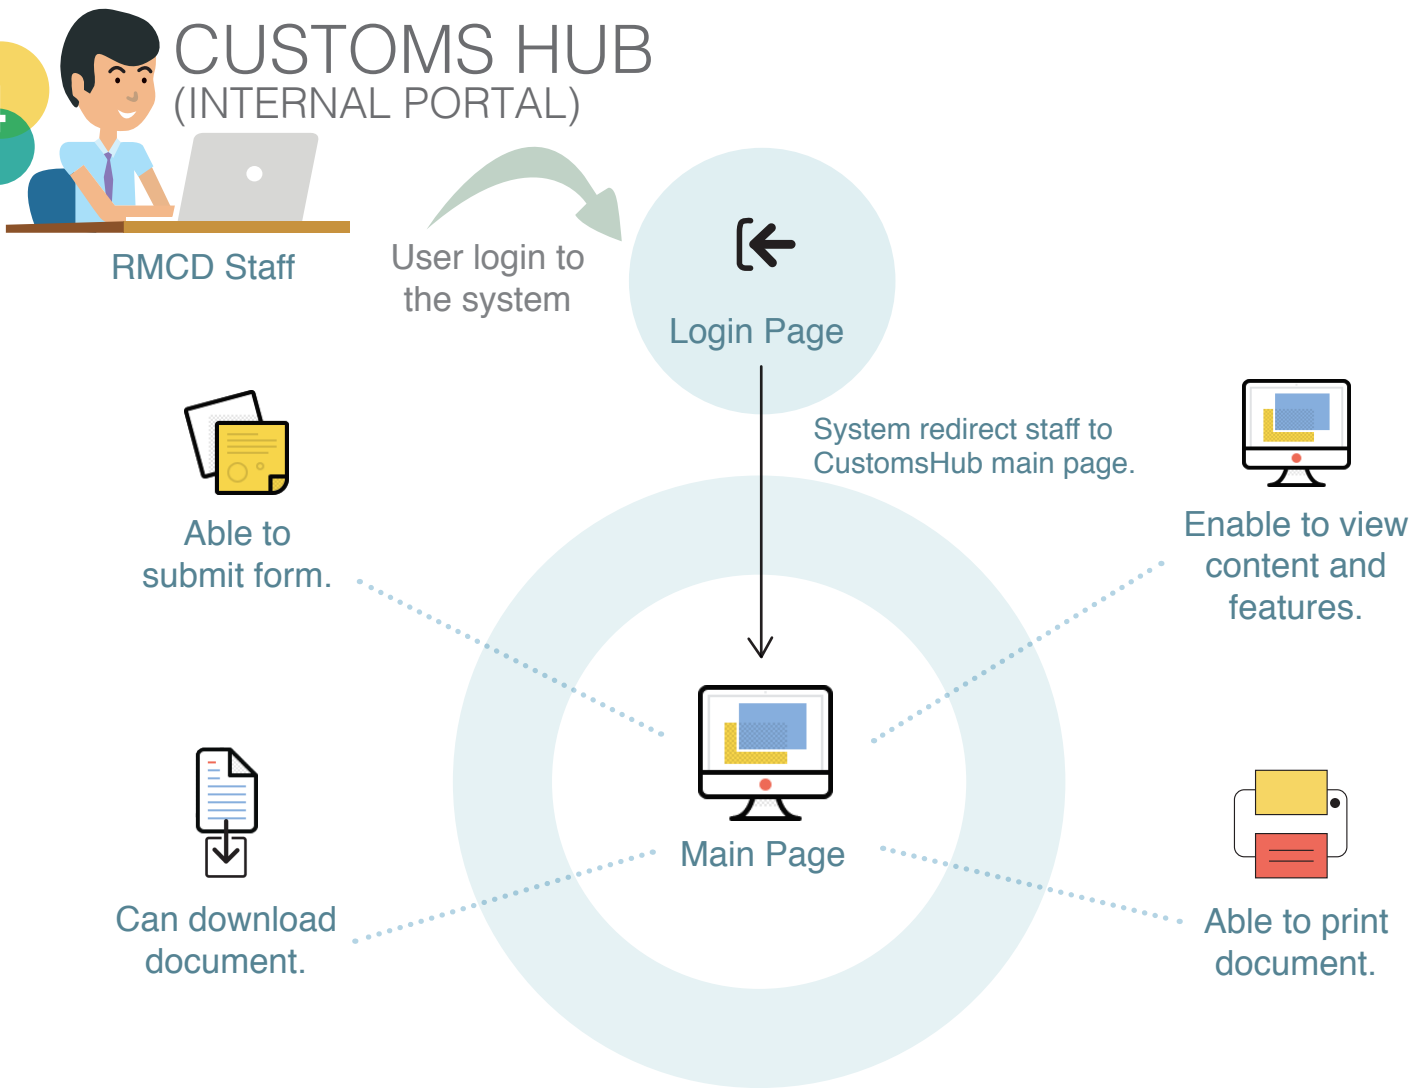 CUSTOMS HUB
(INTERNAL PORTAL)
RMCD Staff
User login to
the system
Login Page
System redirect staff to
CustomsHub main page.
Able to
submit form.
Enable to view
content and
features.
Main Page
Can download
document.
Able to print
document.